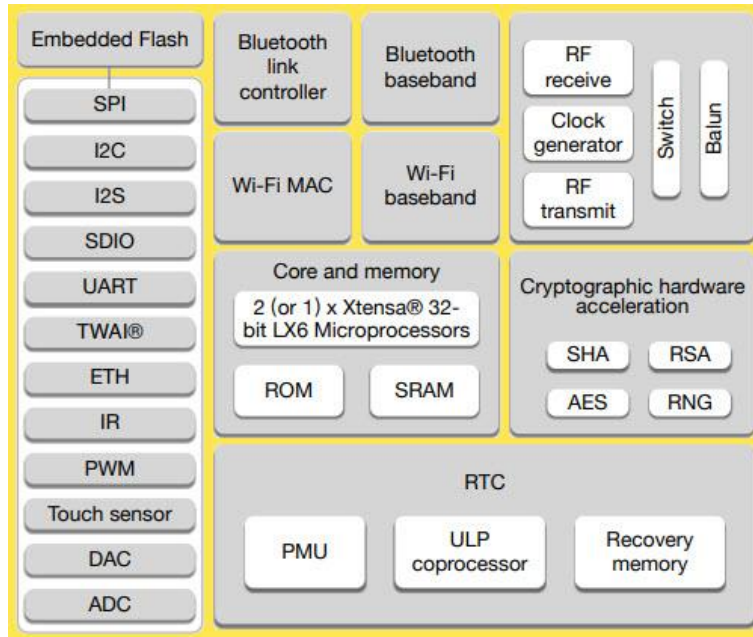 Embedded Flash
SPI
I2C
I2S
SDIO
UART
TWAI®
ETH
IR
PWM
Touch sensor
DAC
ADC
Bluetooth
link
controller
Bluetooth
baseband
Wi-Fi MAC
Wi-Fi
baseband
RF
receive
Clock
generator
RF
transmit
Switch
Balun
Core and memory
2 (or 1) x Xtensa® 32-
bit LX6 Microprocessors
ROM
SRAM
Cryptographic hardware
acceleration
SHA
RSA
AES
RNG
RTC
PMU
ULP
coprocessor
Recovery
memory